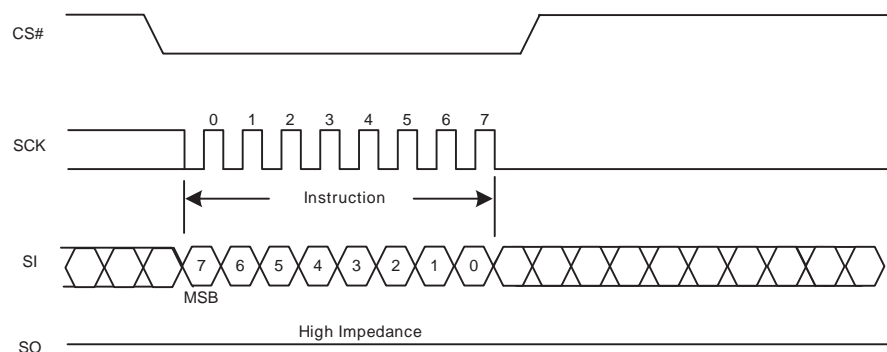 CS#
0 1 2 3 4 5 6 7
SCK
Instruction
SI
7 6 5 4 3 2 1 0
MSB
High Impedance
SO